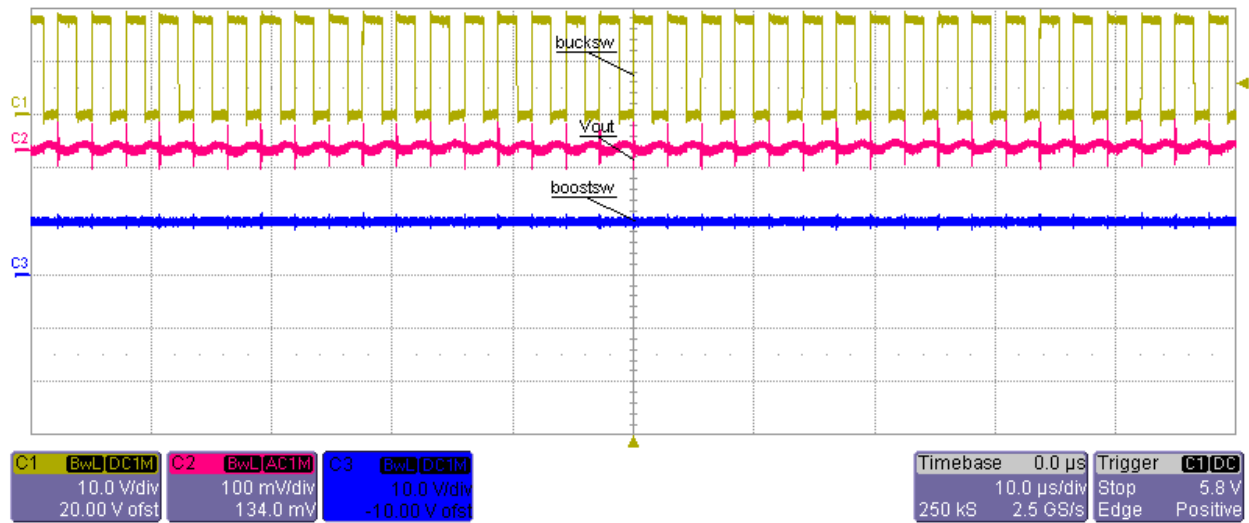 bucksw
C1
C2
Vout
boostsw
C3
C1 BwL DC1M
10.0 V/div
20.00 V ofst
C2 BwL AC1M
100 mV/div
134.0 mV
C3 BwL DC1M
10.0 V/div
-10.00 V ofst
Timebase 0.0 µs
10.0 µs/div
250 kS 2.5 GS/s
Trigger C1 DC
Stop 5.8 V
Edge Positive